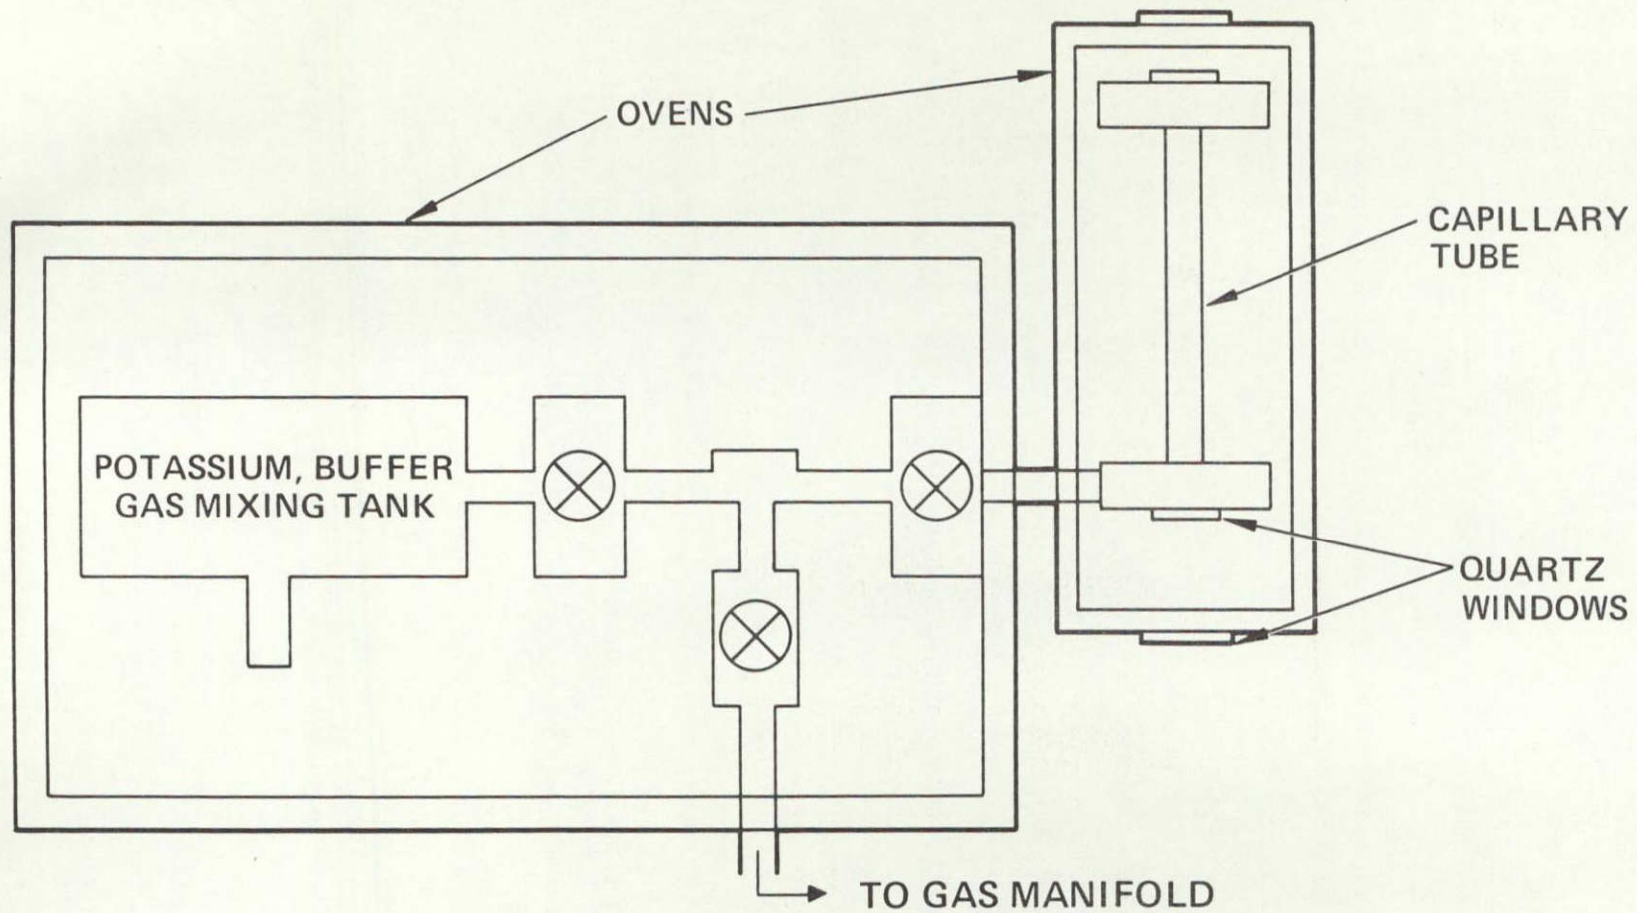 OVENS
CAPILLARY
TUBE
POTASSIUM, BUFFER
GAS MIXING TANK
QUARTZ
WINDOWS
TO GAS MANIFOLD